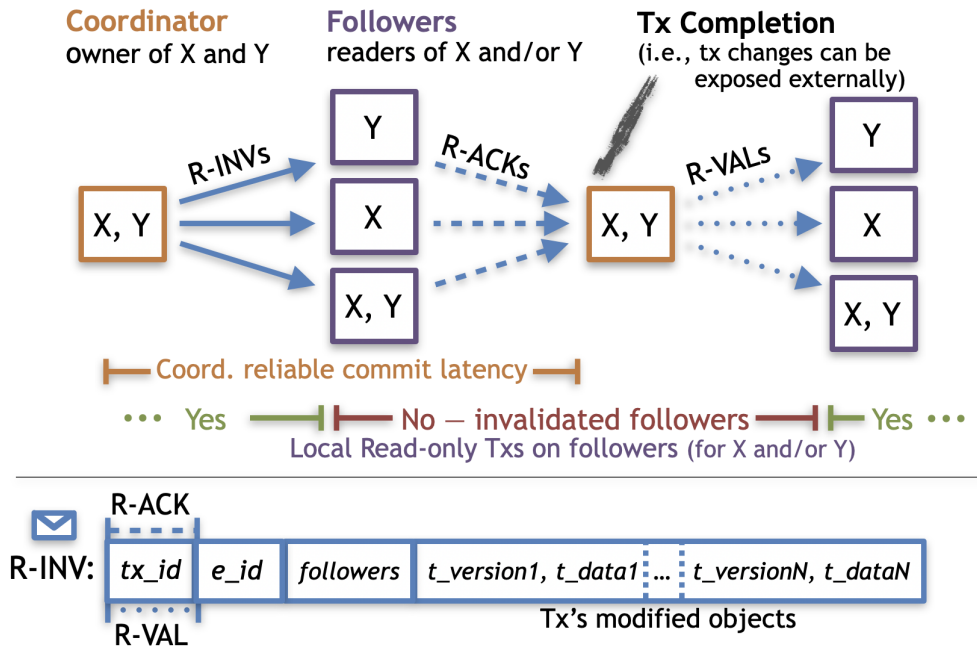 Coordinator
owner of X and Y
Followers
readers of X and/or Y
Tx Completion
(i.e., tx changes can be
exposed externally)
R-INVs
R-ACKs
R-VALs
X, Y
Y
X
X, Y
X, Y
Y
X
X, Y
Coord. reliable commit latency
••• Yes
No – invalidated followers
Yes •••
Local Read-only Txs on followers (for X and/or Y)
R-ACK
R-INV:
tx_id
e_id
followers
t_version1, t_data1
...
t_versionN, t_dataN
R-VAL
Tx's modified objects